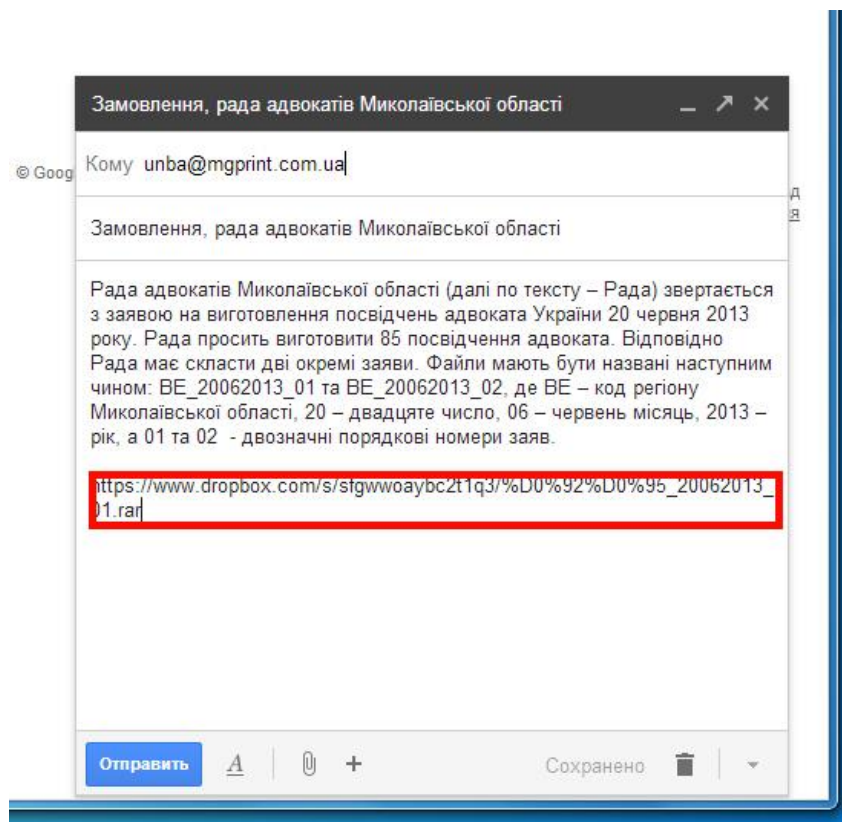 Замовлення, рада адвокатів Миколаївської області
© Goog
Кому unba@mgprint.com.ua
д
я
Замовлення, рада адвокатів Миколаївської області
Рада адвокатів Миколаївської області (далі по тексту – Рада) звертається
з заявою на виготовлення посвідчень адвоката України 20 червня 2013
року. Рада просить виготовити 85 посвідчення адвоката. Відповідно
Рада має скласти дві окремі заяви. Файли мають бути названі наступним
чином: ВЕ_20062013_01 та ВЕ_20062013_02, де ВЕ – код регіону
Миколаївської області, 20 – двадцяте число, 06 – червень місяць, 2013 –
рік, а 01 та 02 - двозначні порядкові номери заяв.
https://www.dropbox.com/s/sfgwwoaybc2t1q3/%D0%92%D0%95_20062013_
01.rar
Отправить A Сохранено